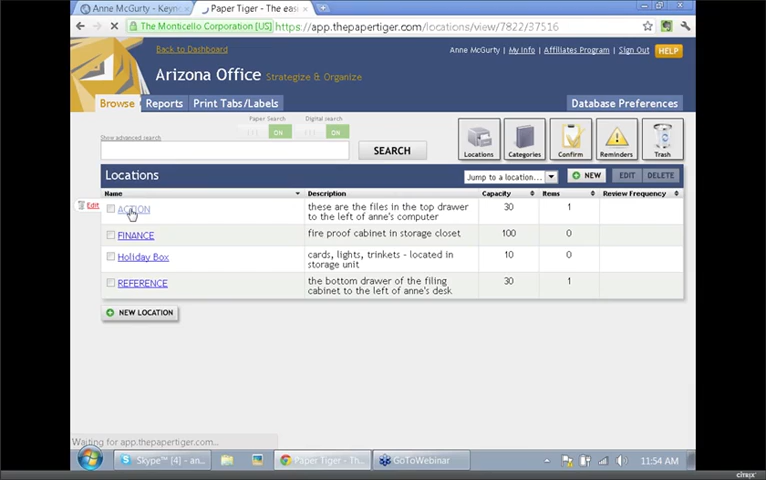 Anne McGurty - Keyn
Paper Tiger - The eas
The Monticello Corporation [US]
https://app.thepapertiger.com/locations/view/7822/37516
Back to Dashboard
Anne McGurty | My Info | Affiliates Program | Sign Out
HELP
Arizona Office Strategize & Organize
Browse
Reports
Print Tabs/Labels
Database Preferences
Paper Search
Digital search
Show advanced search
ON
ON
SEARCH
Locations
Categories
Confirm
Reminders
Trash
Locations
Jump to a location...
NEW
EDIT
DELETE
Name
Description
Capacity
Items
Review Frequency
Edit
ACTION
these are the files in the top drawer
to the left of anne's computer
30
1
FINANCE
fire proof cabinet in storage closet
100
0
Holiday Box
cards, lights, trinkets - located in
storage unit
10
0
REFERENCE
the bottom drawer of the filing
cabinet to the left of anne's desk
30
1
NEW LOCATION
Waiting for app.thepapertiger.com...
Skype™ [4] - an...
Paper Tiger - Th...
GoToWebinar
11:54 AM